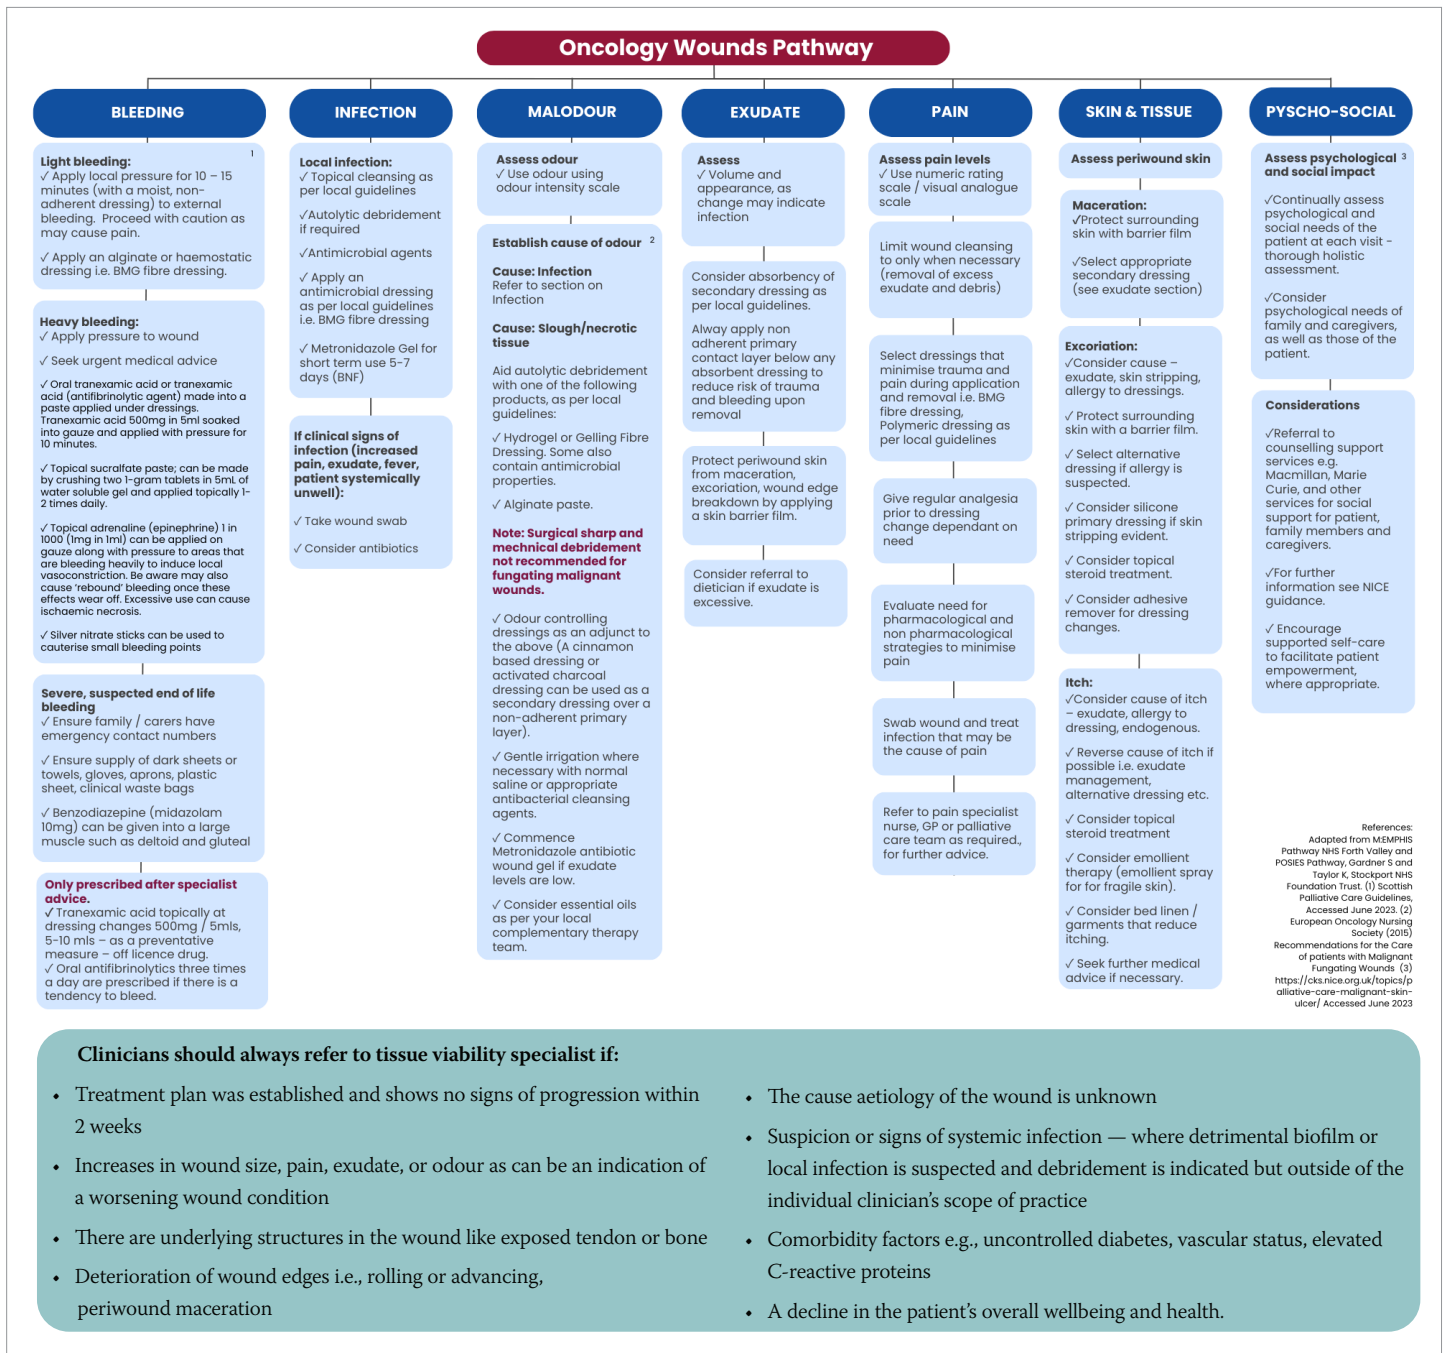 Oncology Wounds Pathway
BLEEDING
1
Light bleeding:
✓ Apply local pressure for 10 – 15
minutes (with a moist, non-
adherent dressing) to external
bleeding.  Proceed with caution as
may cause pain.
✓ Apply an alginate or haemostatic
dressing i.e. BMG fibre dressing.
Heavy bleeding:
✓ Apply pressure to wound
✓ Seek urgent medical advice
✓ Oral tranexamic acid or tranexamic
acid (antifibrinolytic agent) made into a
paste applied under dressings.
Tranexamic acid 500mg in 5ml soaked
into gauze and applied with pressure for
10 minutes.
✓ Topical sucralfate paste; can be made
by crushing two 1-gram tablets in 5mL of
water soluble gel and applied topically 1-
2 times daily.
✓ Topical adrenaline (epinephrine) 1 in
1000 (1mg in 1ml) can be applied on
gauze along with pressure to areas that
are bleeding heavily to induce local
vasoconstriction. Be aware may also
cause ‘rebound’ bleeding once these
effects wear off. Excessive use can cause
ischaemic necrosis.
✓ Silver nitrate sticks can be used to
cauterise small bleeding points
Severe, suspected end of life
bleeding
✓ Ensure family / carers have
emergency contact numbers
✓ Ensure supply of dark sheets or
towels, gloves, aprons, plastic
sheet, clinical waste bags
✓ Benzodiazepine (midazolam
10mg) can be given into a large
muscle such as deltoid and gluteal
Only prescribed after specialist
advice.
✓ Tranexamic acid topically at
dressing changes 500mg / 5mls,
5-10 mls – as a preventative
measure – off licence drug.
✓ Oral antifibrinolytics three times
a day are prescribed if there is a
tendency to bleed.
INFECTION
Local infection:
✓ Topical cleansing as
per local guidelines
✓Autolytic debridement
if required
✓Antimicrobial agents
✓ Apply an
antimicrobial dressing
as per local guidelines
i.e. BMG fibre dressing
✓ Metronidazole Gel for
short term use 5-7
days (BNF)
If clinical signs of
infection (increased
pain, exudate, fever,
patient systemically
unwell):
✓ Take wound swab
✓ Consider antibiotics
MALODOUR
Assess odour
✓ Use odour using
odour intensity scale
Establish cause of odour 2
Cause: Infection
Refer to section on
Infection
Cause: Slough/necrotic
tissue
Aid autolytic debridement
with one of the following
products, as per local
guidelines:
✓ Hydrogel or Gelling Fibre
Dressing. Some also
contain antimicrobial
properties.
✓ Alginate paste.
Note: Surgical sharp and
mechnical debridement
not recommended for
fungating malignant
wounds.
✓ Odour controlling
dressings as an adjunct to
the above (A cinnamon
based dressing or
activated charcoal
dressing can be used as a
secondary dressing over a
non-adherent primary
layer).
✓ Gentle irrigation where
necessary with normal
saline or appropriate
antibacterial cleansing
agents.
✓ Commence
Metronidazole antibiotic
wound gel if exudate
levels are low.
✓ Consider essential oils
as per your local
complementary therapy
team.
EXUDATE
Assess
✓ Volume and
appearance, as
change may indicate
infection
Consider absorbency of
secondary dressing as
per local guidelines.
Alway apply non
adherent primary
contact layer below any
absorbent dressing to
reduce risk of trauma
and bleeding upon
removal
Protect periwound skin
from maceration,
excoriation, wound edge
breakdown by applying
a skin barrier film.
Consider referral to
dietician if exudate is
excessive.
PAIN
Assess pain levels
✓ Use numeric rating
scale / visual analogue
scale
Limit wound cleansing
to only when necessary
(removal of excess
exudate and debris)
Select dressings that
minimise trauma and
pain during application
and removal i.e. BMG
fibre dressing,
Polymeric dressing as
per local guidelines
Give regular analgesia
prior to dressing
change dependant on
need
Evaluate need for
pharmacological and
non pharmacological
strategies to minimise
pain
Swab wound and treat
infection that may be
the cause of pain
Refer to pain specialist
nurse, GP or palliative
care team as required.,
for further advice.
SKIN & TISSUE
Assess periwound skin
Maceration:
✓Protect surrounding
skin with barrier film
✓Select appropriate
secondary dressing
(see exudate section)
Excoriation:
✓Consider cause –
exudate, skin stripping,
allergy to dressings.
✓ Protect surrounding
skin with a barrier film.
✓ Select alternative
dressing if allergy is
suspected.
✓ Consider silicone
primary dressing if skin
stripping evident.
✓ Consider topical
steroid treatment.
✓ Consider adhesive
remover for dressing
changes.
Itch:
✓Consider cause of itch
– exudate, allergy to
dressing, endogenous.
✓ Reverse cause of itch if
possible i.e. exudate
management,
alternative dressing etc.
✓ Consider topical
steroid treatment
✓ Consider emollient
therapy (emollient spray
for for fragile skin).
✓ Consider bed linen /
garments that reduce
itching.
✓ Seek further medical
advice if necessary.
PYSCHO-SOCIAL
Assess psychological 3
and social impact
✓Continually assess
psychological and
social needs of the
patient at each visit -
thorough holistic
assessment.
✓Consider
psychological needs of
family and caregivers,
as well as those of the
patient.
Considerations
✓Referral to
counselling support
services e.g.
Macmillan, Marie
Curie, and other
services for social
support for patient,
family members and
caregivers.
✓For further
information see NICE
guidance.
✓ Encourage
supported self-care
to facilitate patient
empowerment,
where appropriate.
References:
Adapted from M:EMPHIS
Pathway NHS Forth Valley and
POSIES Pathway, Gardner S and
Taylor K, Stockport NHS
Foundation Trust. (1) Scottish
Palliative Care Guidelines,
Accessed June 2023. (2)
European Oncology Nursing
Society (2015)
Recommendations for the Care
of patients with Malignant
Fungating Wounds  (3)
https://cks.nice.org.uk/topics/p
alliative-care-malignant-skin-
ulcer/ Accessed June 2023
Clinicians should always refer to tissue viability specialist if:
• Treatment plan was established and shows no signs of progression within
2 weeks
• Increases in wound size, pain, exudate, or odour as can be an indication of
a worsening wound condition
• There are underlying structures in the wound like exposed tendon or bone
• Deterioration of wound edges i.e., rolling or advancing,
periwound maceration
• The cause aetiology of the wound is unknown
• Suspicion or signs of systemic infection — where detrimental biofilm or
local infection is suspected and debridement is indicated but outside of the
individual clinician’s scope of practice
• Comorbidity factors e.g., uncontrolled diabetes, vascular status, elevated
C-reactive proteins
• A decline in the patient’s overall wellbeing and health.